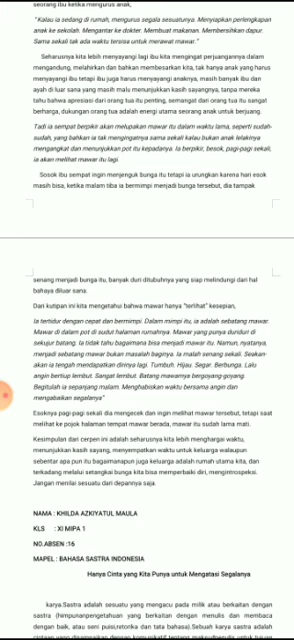 seorang ibu ketika mengurus anak,
"Kalau ia sedang di rumah, mengurus segala sesuatunya. Menyiapkan perlengkapan
anak ke sekolah. Mengantar ke dokter. Membuat makanan. Membersihkan dapur.
Sama sekali tak ada waktu tersisa untuk merawat mawar."
Seharusnya kita lebih menyayangi lagi ibu kita mengingat perjuangannya dalam
mengandung, melahirkan dan bahkan membesarkan kita, tak hanya anak yang harus
menyayangi ibu tetapi ibu juga harus menyayangi anaknya, masih banyak ibu dan
ayah di luar sana yang masih malu menunjukkan kasih sayangnya, tanpa mereka
tahu bahwa apresiasi dari orang tua itu penting, semangat dari orang tua itu sangat
berharga, dukungan orang tua adalah energi utama seorang anak untuk berjuang.
Tadi ia sempat berpikir akan melupakan mawar itu dalam waktu lama, seperti sudah-
sudah, yang bahkan ia tak mengingatnya sama sekali kalau bukan anak lelakinya
mengangkat dan menunjukkan pot itu kepadanya. Ia berpikir, besok, pagi-pagi sekali,
ia akan melihat mawar itu lagi.
Sosok ibu sempat ingin menjenguk bunga itu tetapi ia urungkan karena hari esok
masih bisa, ketika malam tiba ia bermimpi menjadi bunga tersebut, dia tampak
senang menjadi bunga itu, banyak duri ditubuhnya yang siap melindungi dari hal
bahaya diluar sana.
Dari kutipan ini kita mengetahui bahwa mawar hanya "terlihat" kesepian,
Ia tertidur dengan cepat dan bermimpi. Dalam mimpi itu, ia adalah sebatang mawar.
Mawar di dalam pot di sudut halaman rumahnya. Mawar yang punya duriduri di
sekujur batang. Ia tidak tahu bagaimana bisa menjadi mawar itu. Namun, nyatanya,
menjadi sebatang mawar bukan masalah baginya. Ia malah senang sekali. Seakan-
akan ia tengah mendapatkan dirinya lagi. Tumbuh. Hijau. Segar. Berbunga. Lalu
angin bertiup lembut. Sangat lembut. Batang mawarnya bergoyang-goyang.
Begitulah ia sepanjang malam. Menghabiskan waktu bersama angin dan
mengabaikan segalanya"
Esoknya pagi-pagi sekali dia mengecek dan ingin melihat mawar tersebut, tetapi saat
melihat ke pojok halaman tempat mawar berada, mawar itu sudah lama mati.
Kesimpulan dari cerpen ini adalah seharusnya kita lebih menghargai waktu,
menunjukkan kasih sayang, menyempatkan waktu untuk keluarga walaupun
sebentar apa pun itu bagaimanapun juga keluarga adalah rumah utama kita, dan
terkadang melalui setangkai bunga kita bisa memperbaiki diri, mengintrospeksi.
Jangan menilai sesuatu dari depannya saja.
NAMA : KHILDA AZKIYATUL MAULA
KLS : XI MIPA 1
NO.ABSEN :16
MAPEL : BAHASA SASTRA INDONESIA
Hanya Cinta yang Kita Punya untuk Mengatasi Segalanya
karya.Sastra adalah sesuatu yang mengacu pada milik atau berkaitan dengan
sastra (himpunanpengetahuan yang berkaitan dengan menulis dan membaca
dengan baik, atau seni puisi,retorika dan tata bahasa).Sebuah karya sastra adalah